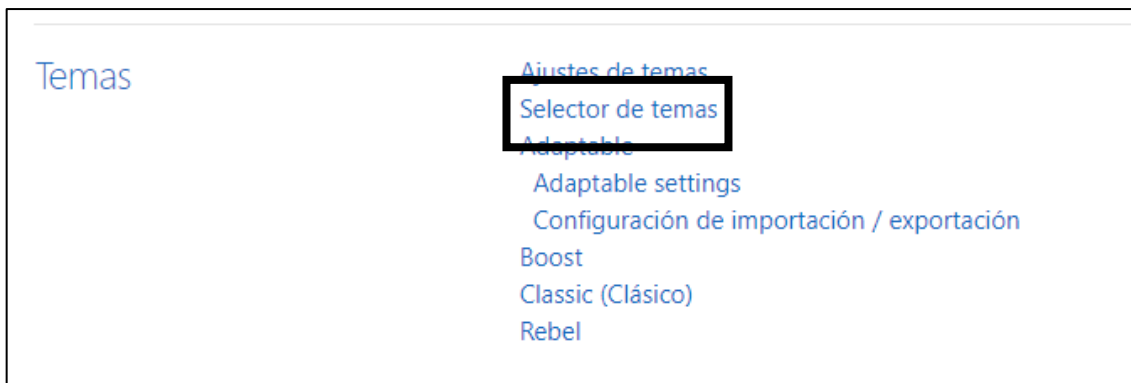 Temas
Ajustes de temas
Selector de temas
Adaptable
Adaptable settings
Configuración de importación / exportación
Boost
Classic (Clásico)
Rebel